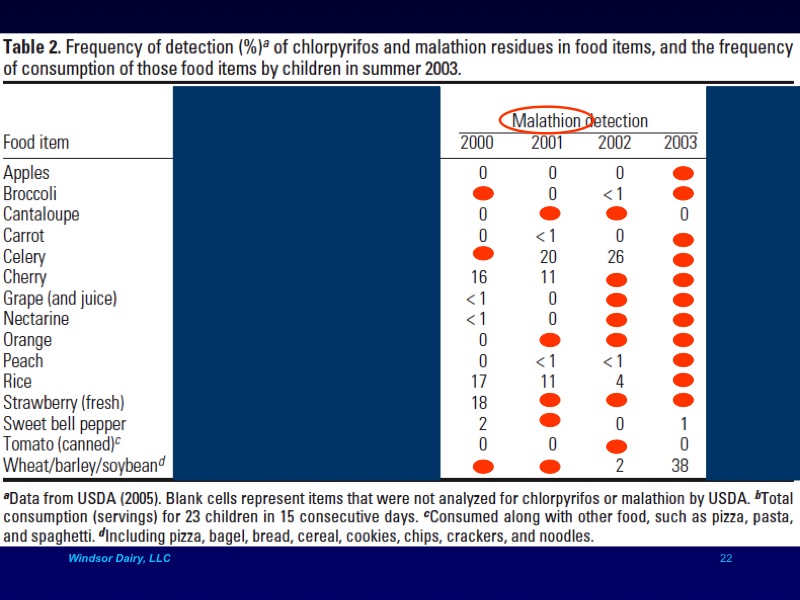 Table 2. Frequency of detection (%)a of chlorpyrifos and malathion residues in food items, and the frequency
of consumption of those food items by children in summer 2003.
Malathion detection
Food item 2000 2001 2002 2003
Apples 0 0 0
Broccoli 0 < 1
Cantaloupe 0 0
Carrot 0 < 1 0
Celery 20 26
Cherry 16 11
Grape (and juice) < 1 0
Nectarine < 1 0
Orange 0
Peach 0 < 1 < 1
Rice 17 11 4
Strawberry (fresh) 18
Sweet bell pepper 2 0 1
Tomato (canned)c 0 0 0
Wheat/barley/soybeand 2 38
aData from USDA (2005). Blank cells represent items that were not analyzed for chlorpyrifos or malathion by USDA. bTotal
consumption (servings) for 23 children in 15 consecutive days. cConsumed along with other food, such as pizza, pasta,
and spaghetti. dIncluding pizza, bagel, bread, cereal, cookies, chips, crackers, and noodles.
Windsor Dairy, LLC 22